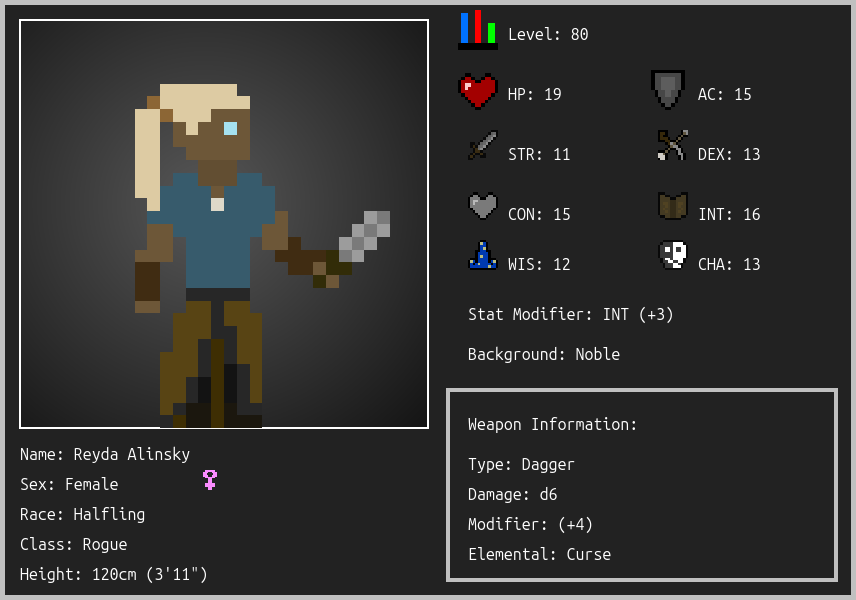 Level: 80
HP: 19
AC: 15
STR: 11
DEX: 13
CON: 15
INT: 16
WIS: 12
CHA: 13
Stat Modifier: INT (+3)
Background: Noble
Name: Reyda Alinsky
Sex: Female
Race: Halfling
Class: Rogue
Height: 120cm (3'11")
Weapon Information:
Type: Dagger
Damage: d6
Modifier: (+4)
Elemental: Curse